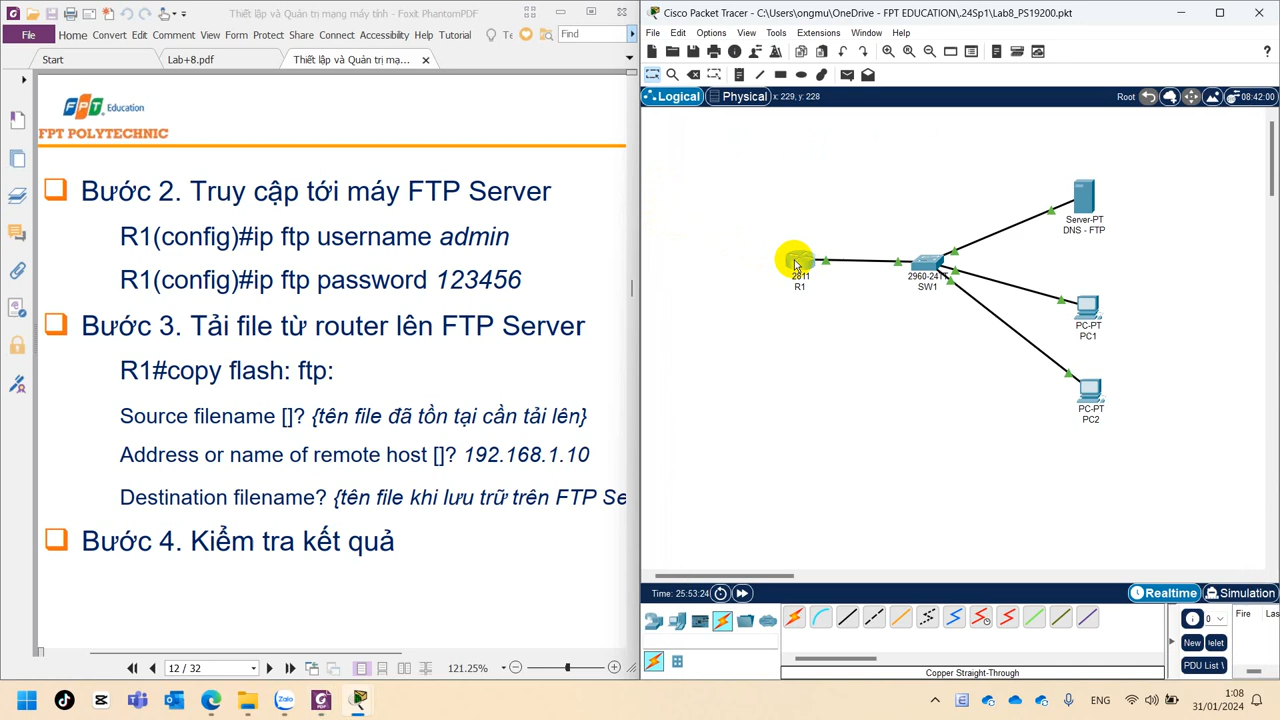 Thiết lập và Quản trị mạng máy tính - Foxit PhantomPDF
File Home Convert Edit Comment View Form Protect Share Connect Accessibility Help Tutorial
Find
Start
Lab+8.pdf
Thiết lập và Quản trị mạ...
FPT Education
FPT POLYTECHNIC
Bước 2. Truy cập tới máy FTP Server
R1(config)#ip ftp username admin
R1(config)#ip ftp password 123456
Bước 3. Tải file từ router lên FTP Server
R1#copy flash: ftp:
Source filename []? {tên file đã tồn tại cần tải lên}
Address or name of remote host []? 192.168.1.10
Destination filename? {tên file khi lưu trữ trên FTP Se
Bước 4. Kiểm tra kết quả
12 / 32
121.25%
Cisco Packet Tracer - C:\Users\ongmu\OneDrive - FPT EDUCATION\.24Sp1\Lab8_PS19200.pkt
File Edit Options View Tools Extensions Window Help
Logical
Physical
x: 229, y: 228
Root
08:42:00
Server-PT
DNS - FTP
2811
R1
2960-24TT
SW1
PC-PT
PC1
PC-PT
PC2
Time: 25:53:24
Realtime
Simulation
0
Fire
Las
New
elet
PDU List V
Copper Straight-Through
Zalo
ENG
1:08
31/01/2024